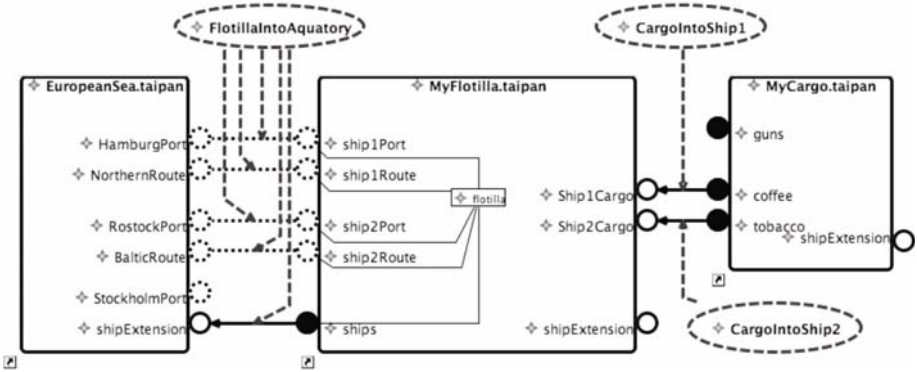 FlotillaIntoAquatory
CargoIntoShip1
EuropeanSea.taipan
MyFlotilla.taipan
MyCargo.taipan
HamburgPort
ship1Port
guns
NorthernRoute
ship1Route
flotilla
Ship1Cargo
coffee
RostockPort
ship2Port
Ship2Cargo
tobacco
BalticRoute
ship2Route
shipExtension
StockholmPort
shipExtension
ships
shipExtension
CargoIntoShip2